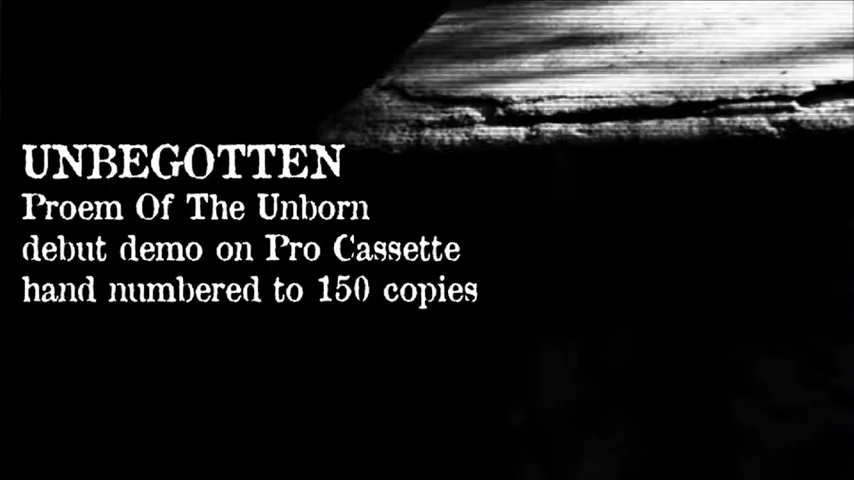 UNBEGOTTEN
Proem Of The Unborn
debut demo on Pro Cassette
hand numbered to 150 copies